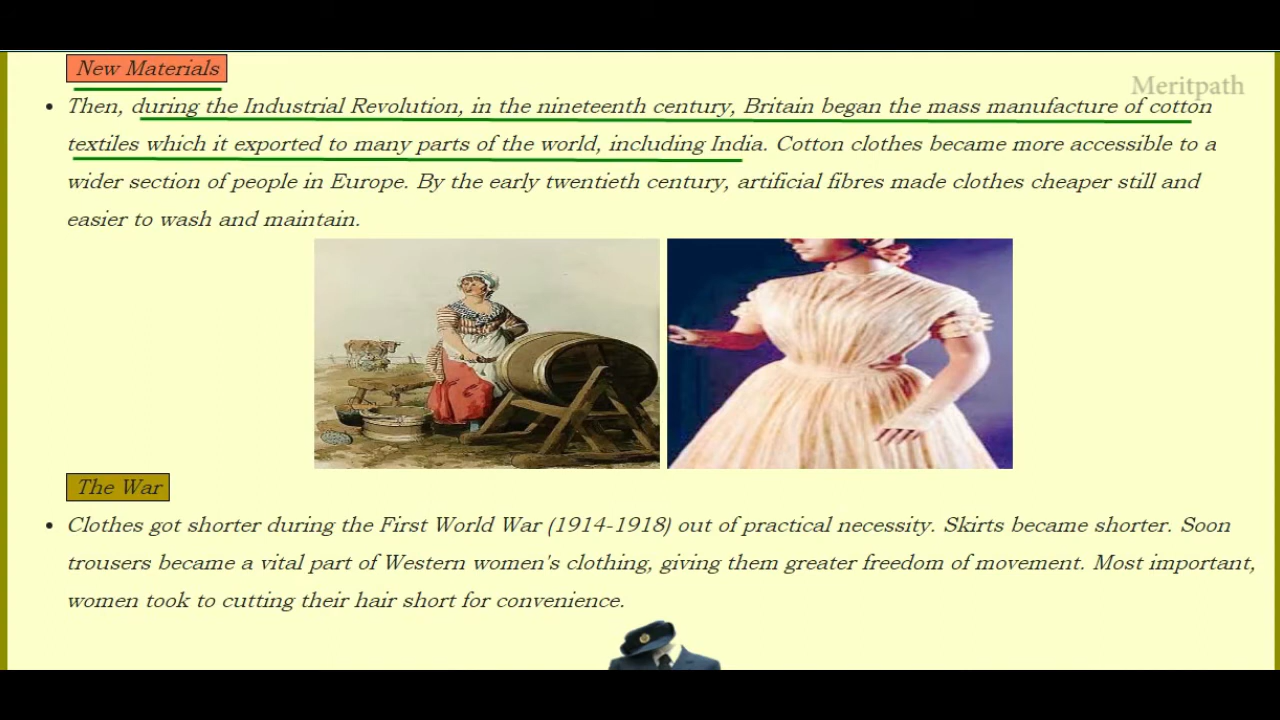 New Materials
Meritpath
Then, during the Industrial Revolution, in the nineteenth century, Britain began the mass manufacture of cotton
textiles which it exported to many parts of the world, including India. Cotton clothes became more accessible to a
wider section of people in Europe. By the early twentieth century, artificial fibres made clothes cheaper still and
easier to wash and maintain.
The War
Clothes got shorter during the First World War (1914-1918) out of practical necessity. Skirts became shorter. Soon
trousers became a vital part of Western women's clothing, giving them greater freedom of movement. Most important,
women took to cutting their hair short for convenience.